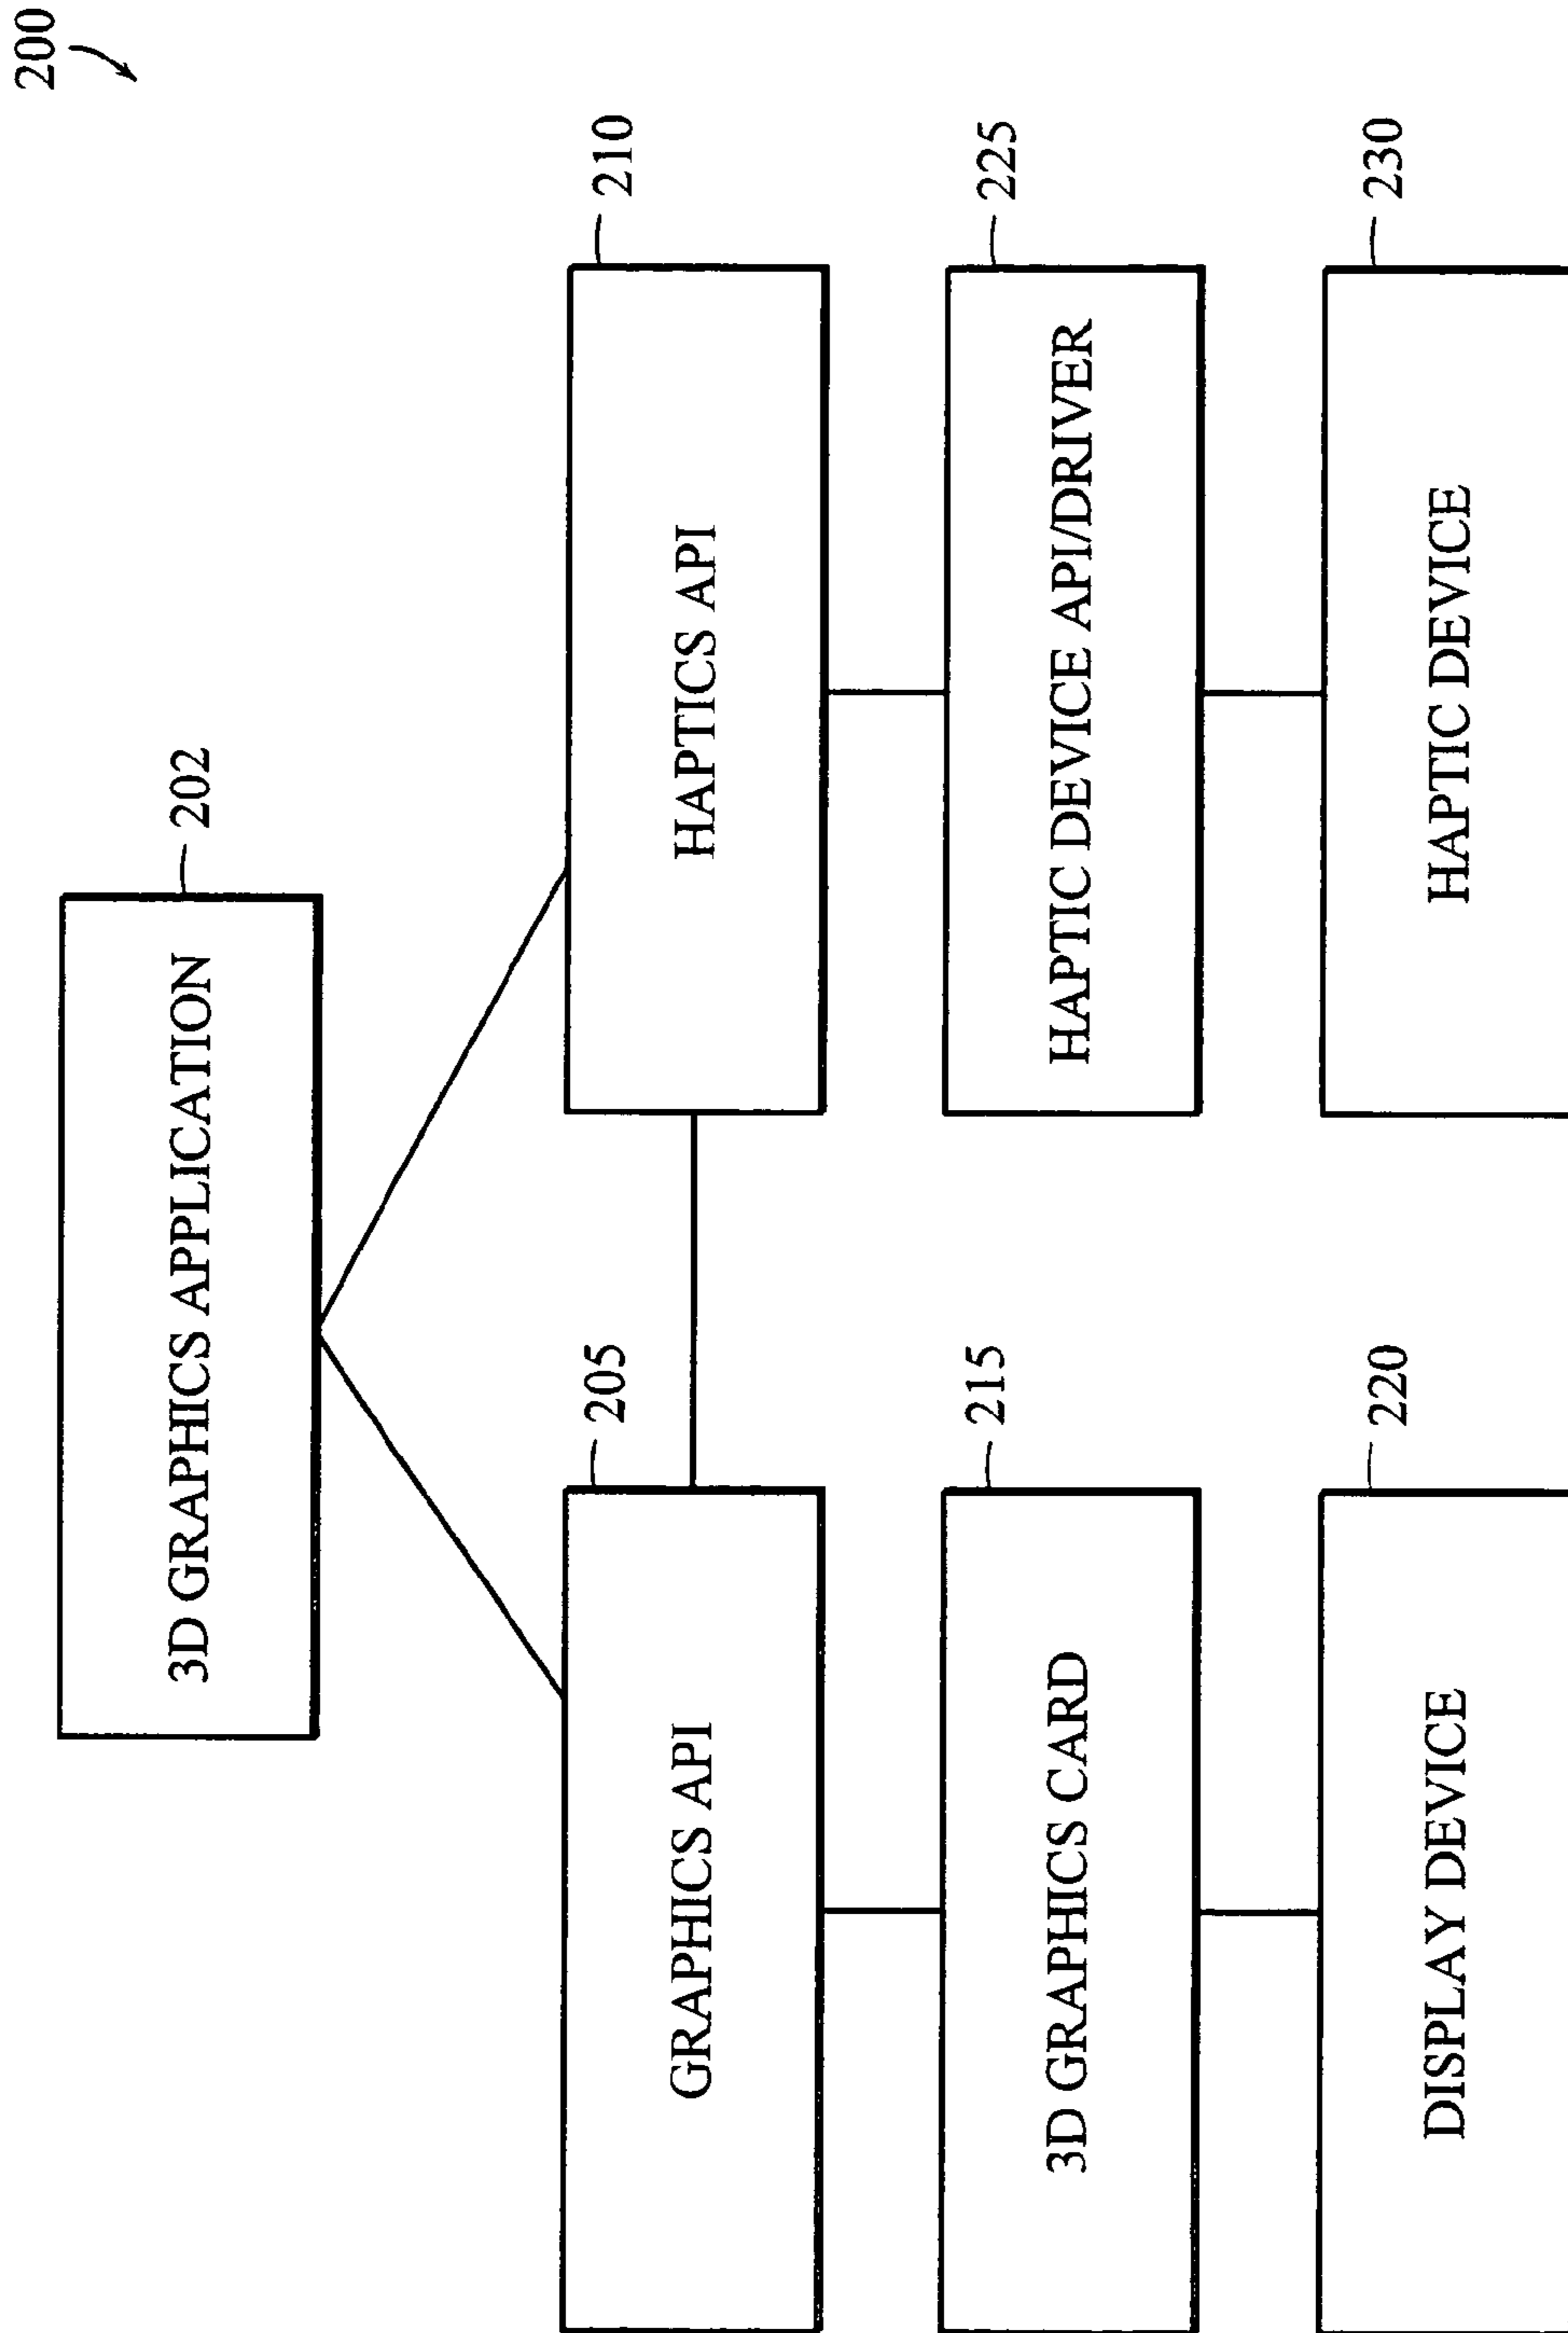 200
3D GRAPHICS APPLICATION
202
GRAPHICS API
205
HAPTICS API
210
3D GRAPHICS CARD
215
HAPTIC DEVICE API/DRIVER
225
DISPLAY DEVICE
220
HAPTIC DEVICE
230